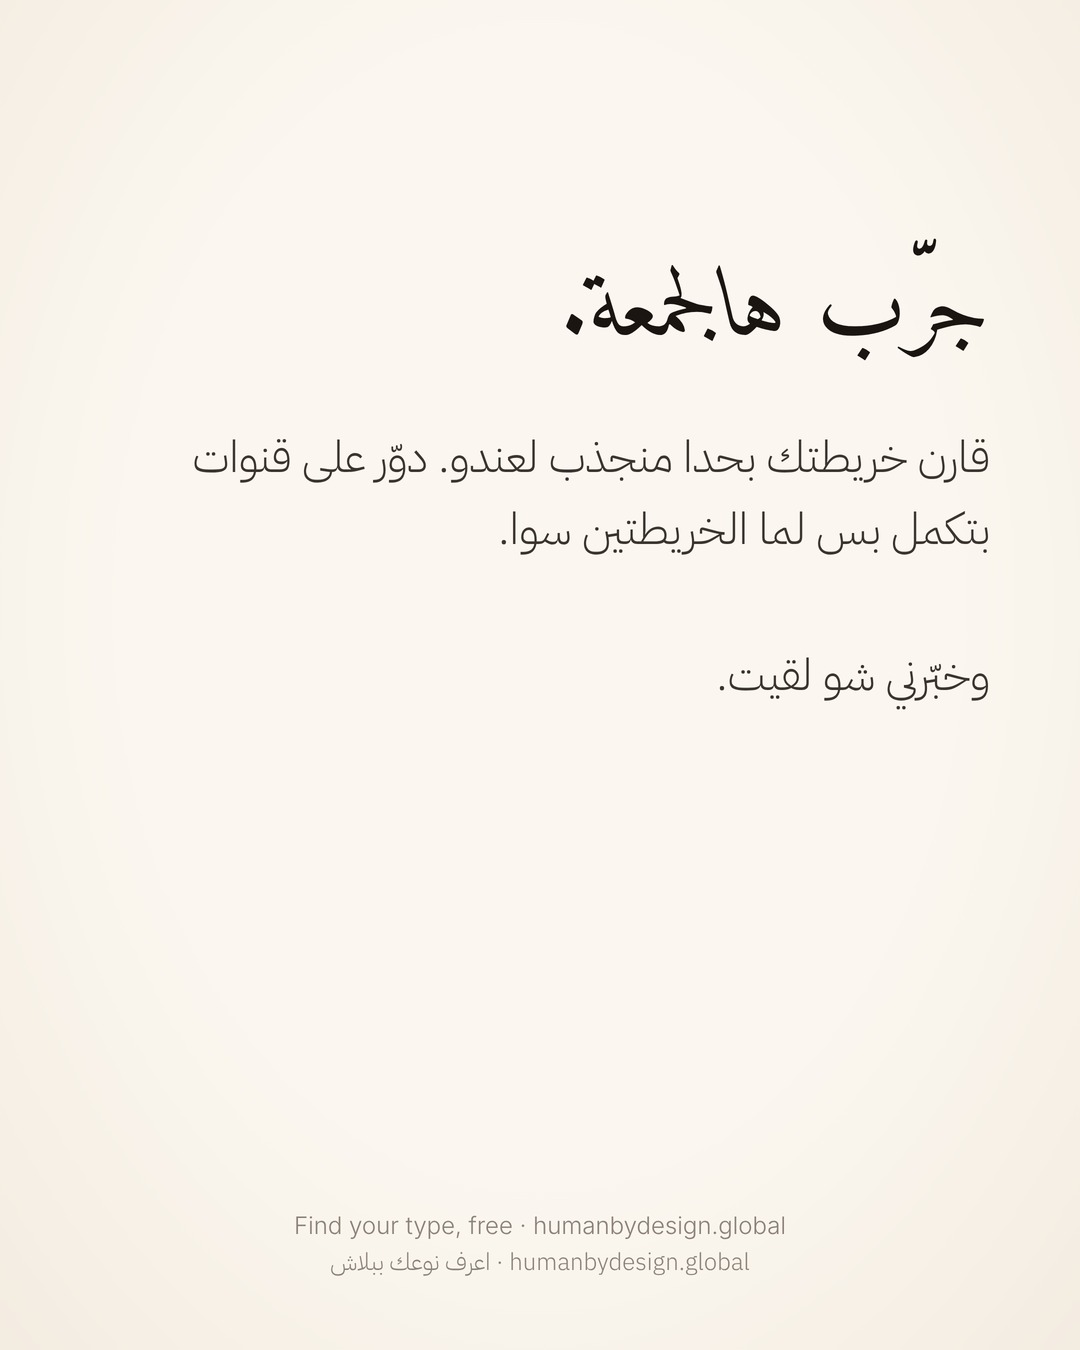 جرّب هالجمعة.
قارن خريطتك بحدا منجذب لعندو. دوّر على قنوات
بتكمل بس لما الخريطتين سوا.
وخبّرني شو لقيت.
Find your type, free · humanbydesign.global
اعرف نوعك ببلاش · humanbydesign.global